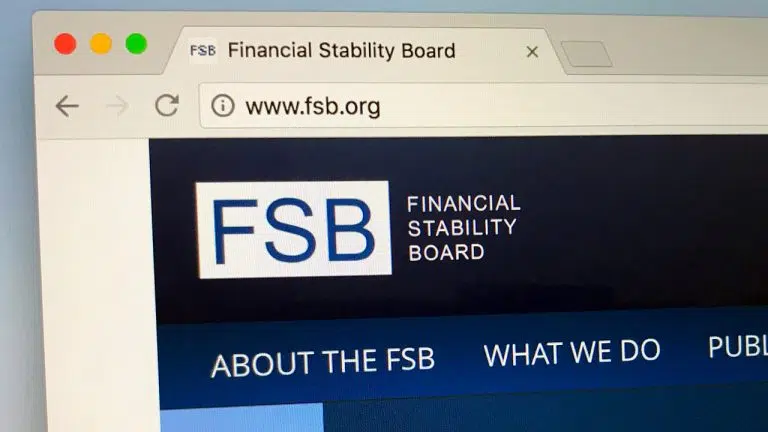 FSB Financial Stability Board
www.fsb.org
FSB
FINANCIAL
STABILITY
BOARD
ABOUT THE FSB WHAT WE DO PUBL